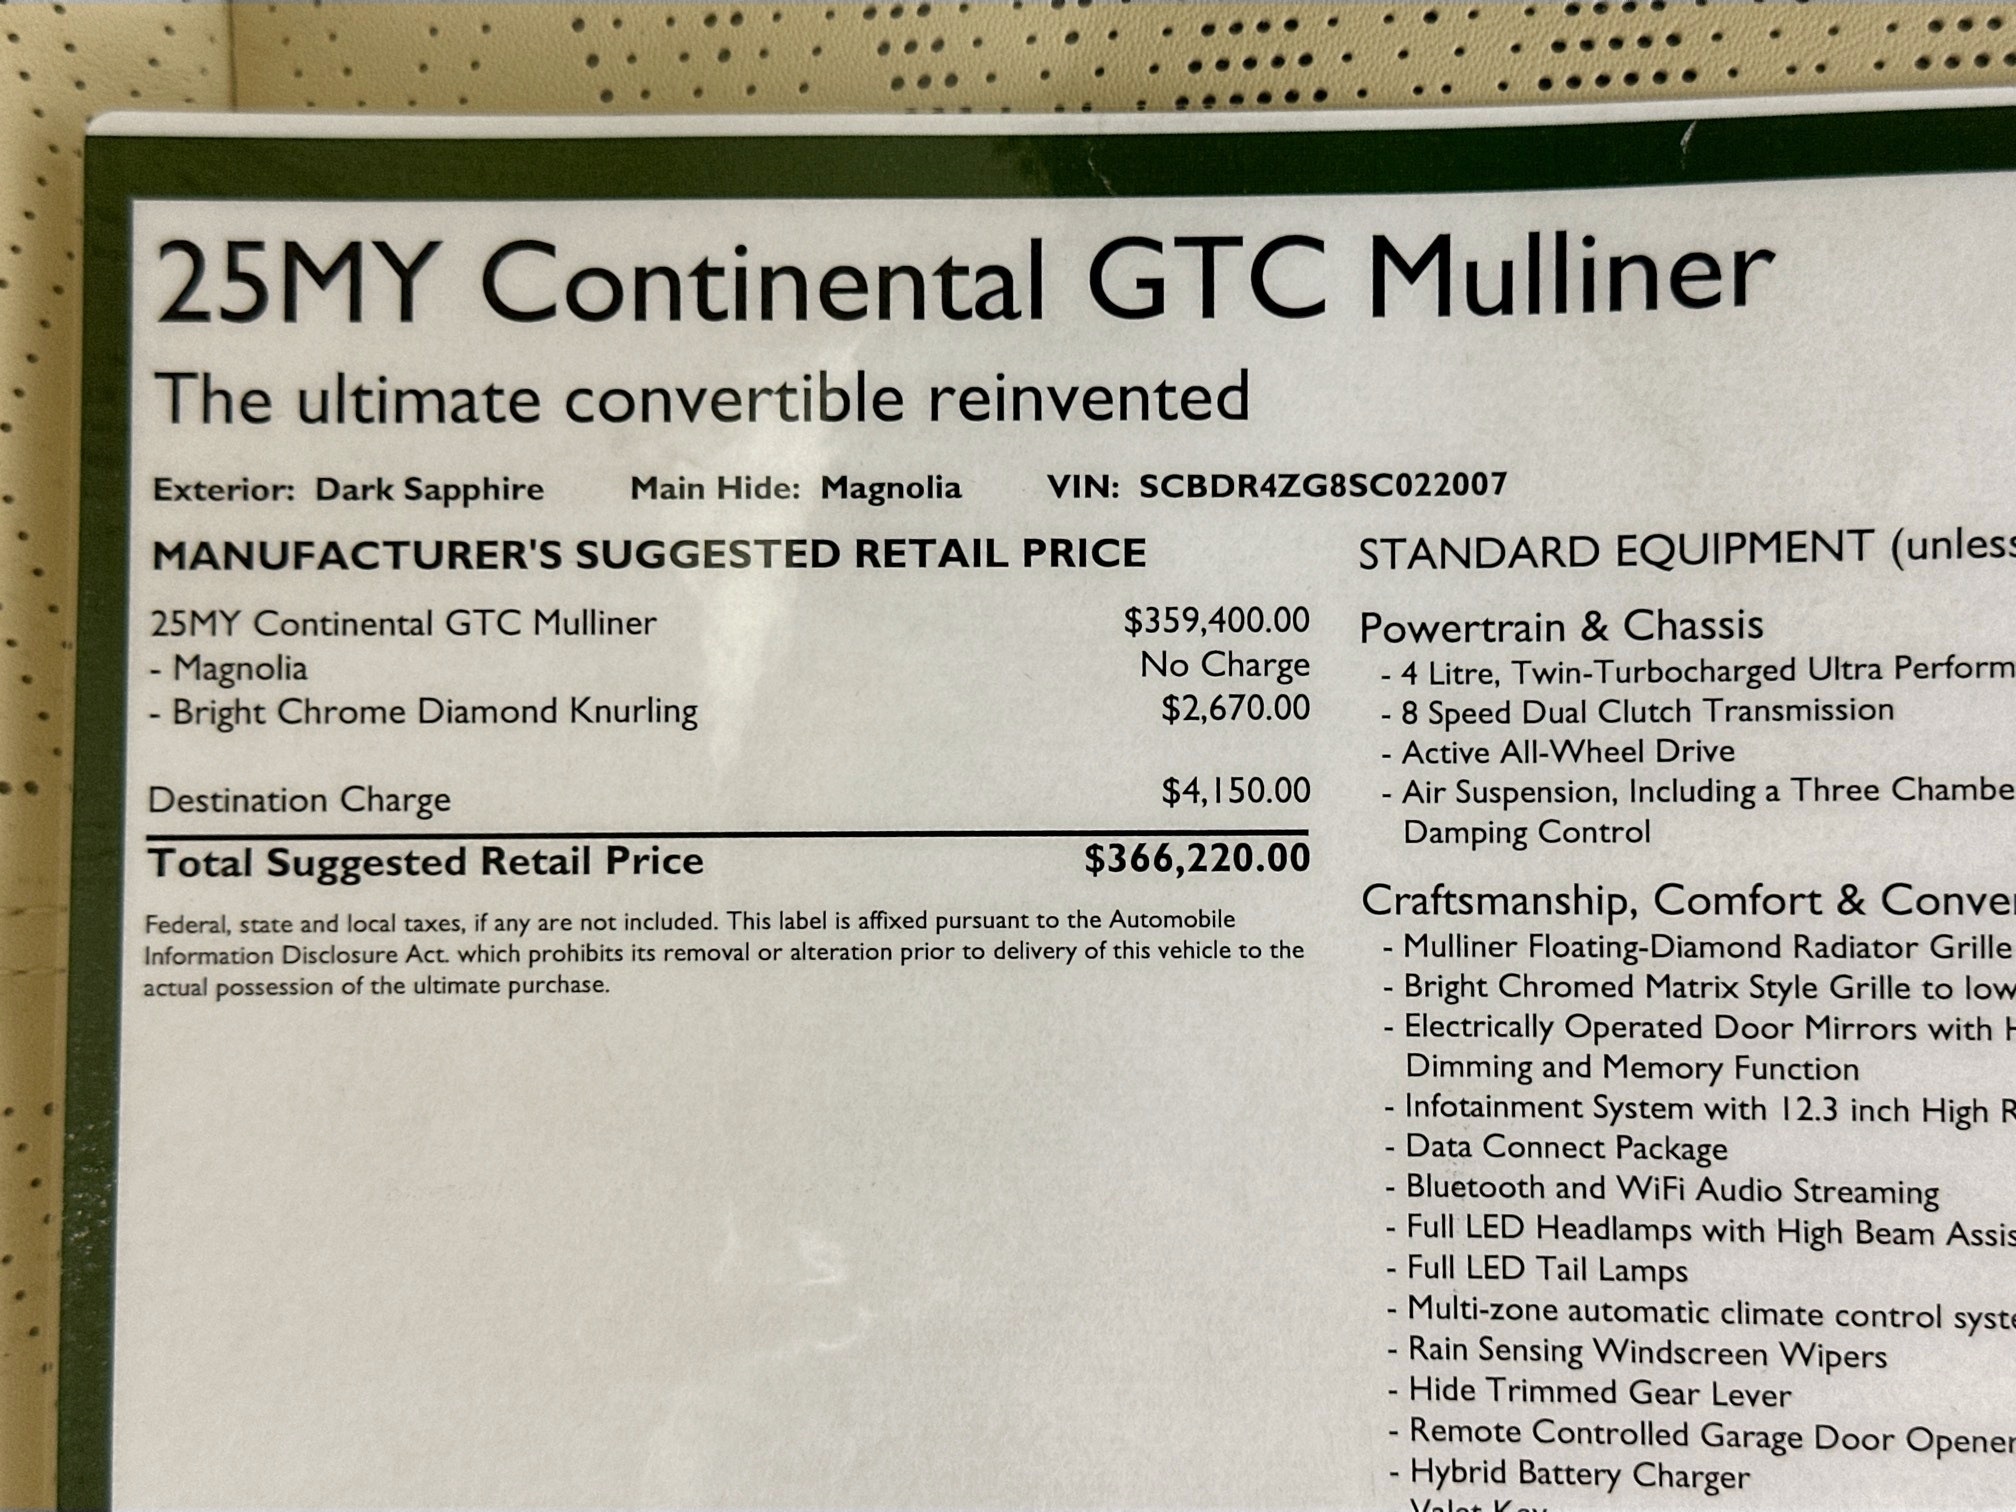 25MY Continental GTC Mulliner
The ultimate convertible reinvented
Exterior: Dark Sapphire Main Hide: Magnolia VIN: SCBDR4ZG8SC022007
MANUFACTURER'S SUGGESTED RETAIL PRICE
25MY Continental GTC Mulliner $359,400.00
- Magnolia No Charge
- Bright Chrome Diamond Knurling $2,670.00
Destination Charge $4,150.00
Total Suggested Retail Price $366,220.00
Federal, state and local taxes, if any are not included. This label is affixed pursuant to the Automobile
Information Disclosure Act. which prohibits its removal or alteration prior to delivery of this vehicle to the
actual possession of the ultimate purchase.
STANDARD EQUIPMENT (unless
Powertrain & Chassis
- 4 Litre, Twin-Turbocharged Ultra Perform
- 8 Speed Dual Clutch Transmission
- Active All-Wheel Drive
- Air Suspension, Including a Three Chambe
Damping Control
Craftsmanship, Comfort & Conve
- Mulliner Floating-Diamond Radiator Grille
- Bright Chromed Matrix Style Grille to low
- Electrically Operated Door Mirrors with H
Dimming and Memory Function
- Infotainment System with 12.3 inch High R
- Data Connect Package
- Bluetooth and WiFi Audio Streaming
- Full LED Headlamps with High Beam Assis
- Full LED Tail Lamps
- Multi-zone automatic climate control syste
- Rain Sensing Windscreen Wipers
- Hide Trimmed Gear Lever
- Remote Controlled Garage Door Opener
- Hybrid Battery Charger